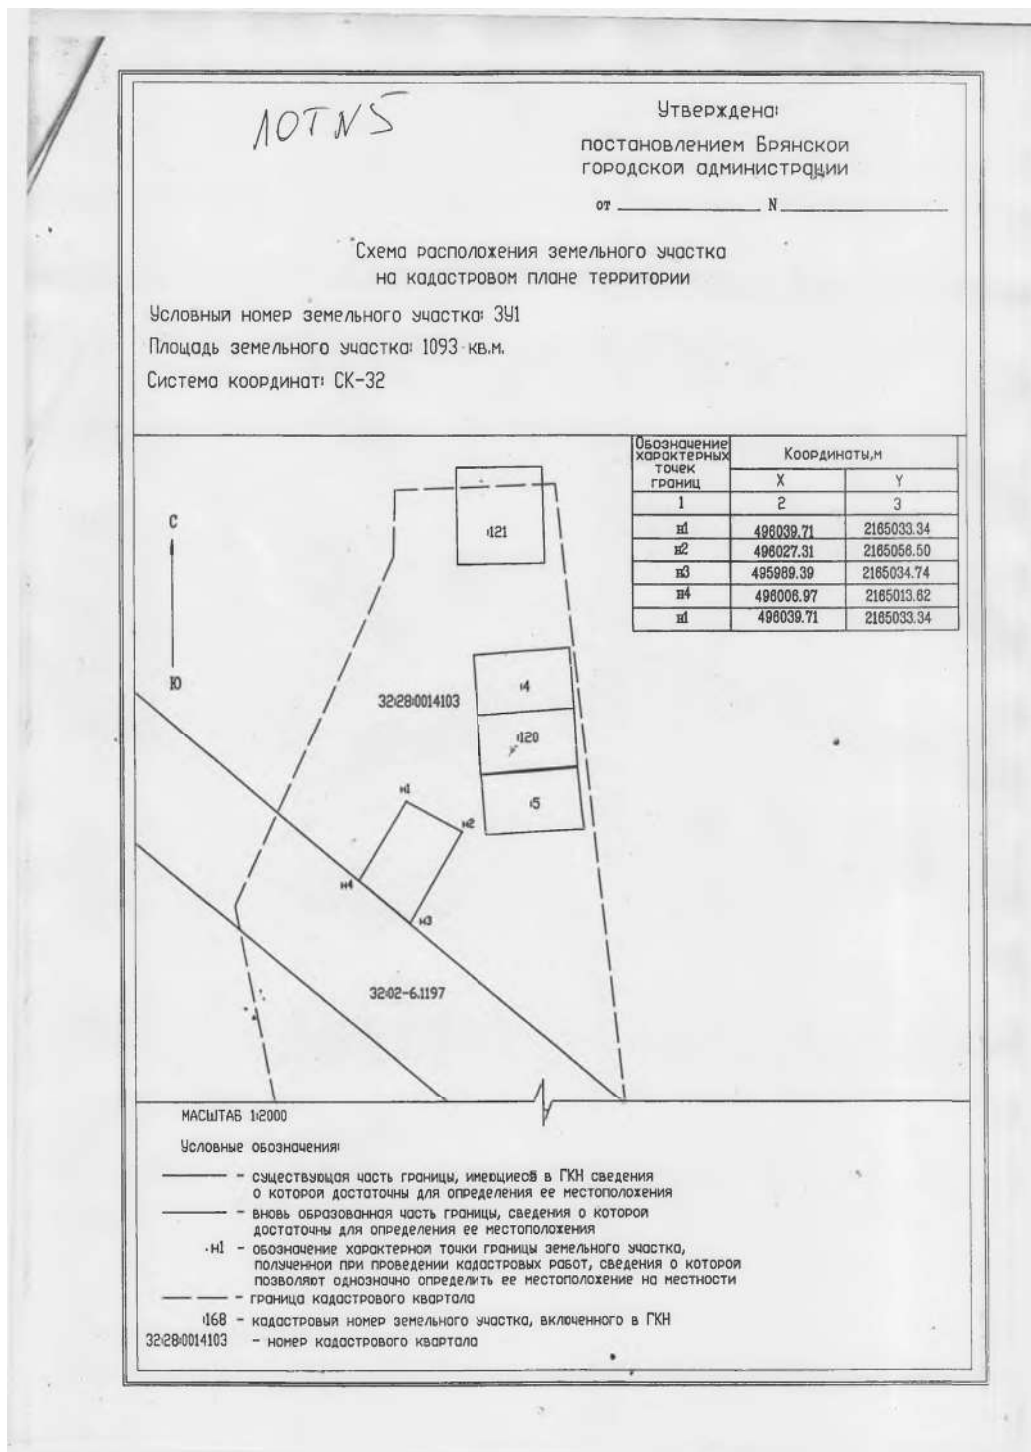 ЛОТ N5
Утверждена:
постановлением Брянской
городской администрации
от ____________ N ____________
Схема расположения земельного участка
на кадастровом плане территории
Условный номер земельного участка: ЗУ1
Площадь земельного участка: 1093 кв.м.
Система координат: СК-32
Обозначение характерных точек границ
Координаты,м
X Y
1 2 3
н1 496039.71 2165033.34
н2 496027.31 2165056.50
н3 495989.39 2165034.74
н4 496006.97 2165013.62
н1 496039.71 2165033.34
С
Ю
:121
:4
32:28:0014103
:120
:5
н1
н2
н4
н3
32:02-6.1197
МАСШТАБ 1:2000
Условные обозначения:
- существующая часть границы, имеющиеся в ГКН сведения
о которой достаточны для определения ее местоположения
- вновь образованная часть границы, сведения о которой
достаточны для определения ее местоположения
.н1 - обозначение характерной точки границы земельного участка,
полученной при проведении кадастровых работ, сведения о которой
позволяют однозначно определить ее местоположение на местности
- граница кадастрового квартала
:168 - кадастровый номер земельного участка, включенного в ГКН
32:28:0014103 - номер кадастрового квартала